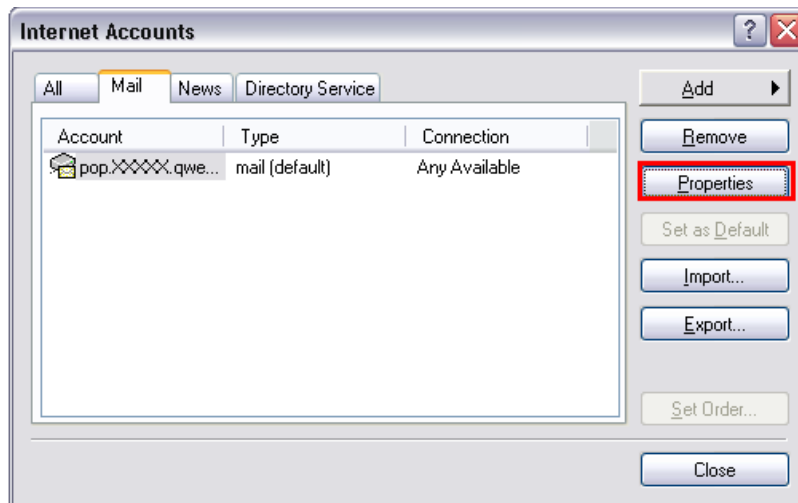 Internet Accounts
All Mail News Directory Service
Account Type Connection
pop.XXXXX.qwe... mail (default) Any Available
Add
Remove
Properties
Set as Default
Import...
Export...
Set Order...
Close